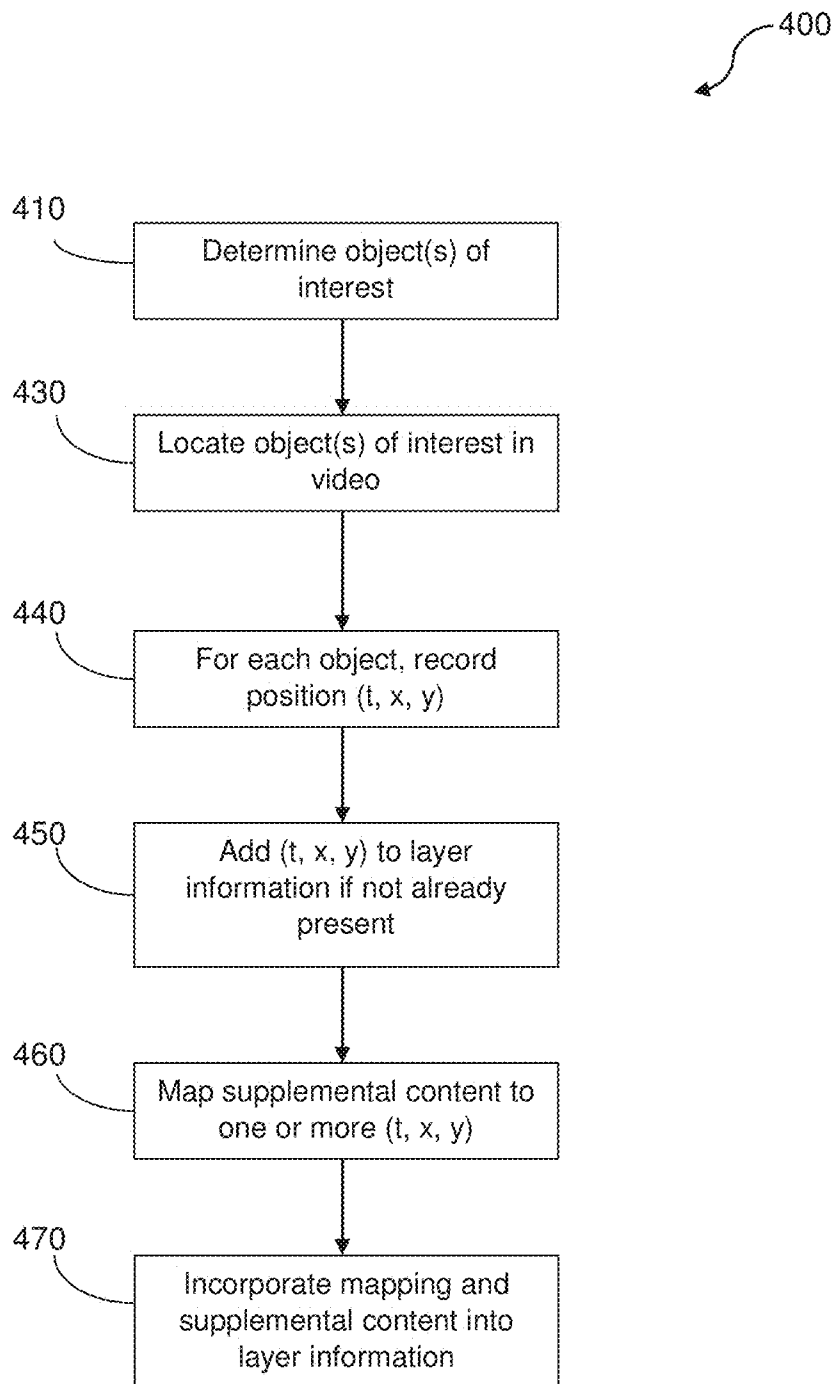 400
410
Determine object(s) of
interest
430
Locate object(s) of interest in
video
440
For each object, record
position (t, x, y)
450
Add (t, x, y) to layer
information if not already
present
460
Map supplemental content to
one or more (t, x, y)
470
Incorporate mapping and
supplemental content into
layer information